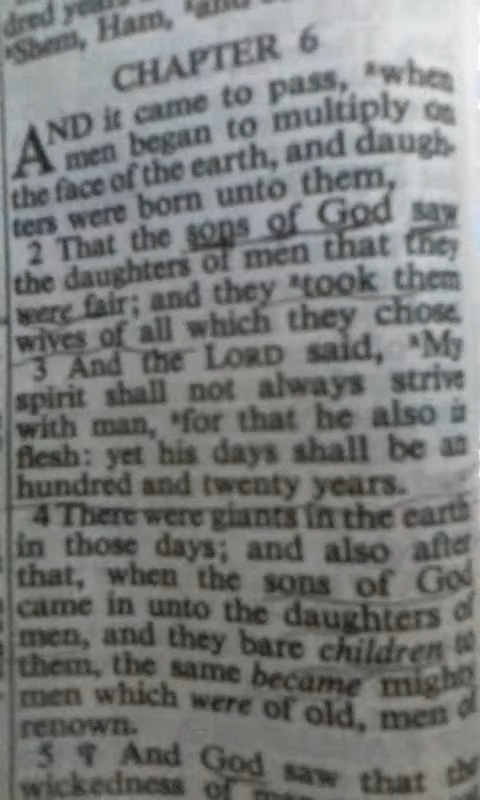 dred years
Shem, Ham, and
CHAPTER 6
AND it came to pass, when
men began to multiply on
the face of the earth, and daugh-
ters were born unto them,
2 That the sons of God saw
the daughters of men that they
were fair; and they took them
wives of all which they chose.
3 And the LORD said, My
spirit shall not always strive
with man, for that he also is
flesh: yet his days shall be an
hundred and twenty years.
4 There were giants in the earth
in those days; and also after
that, when the sons of God
came in unto the daughters of
men, and they bare children to
them, the same became mighty
men which were of old, men of
renown.
5 ¶ And God saw that the
wickedness of